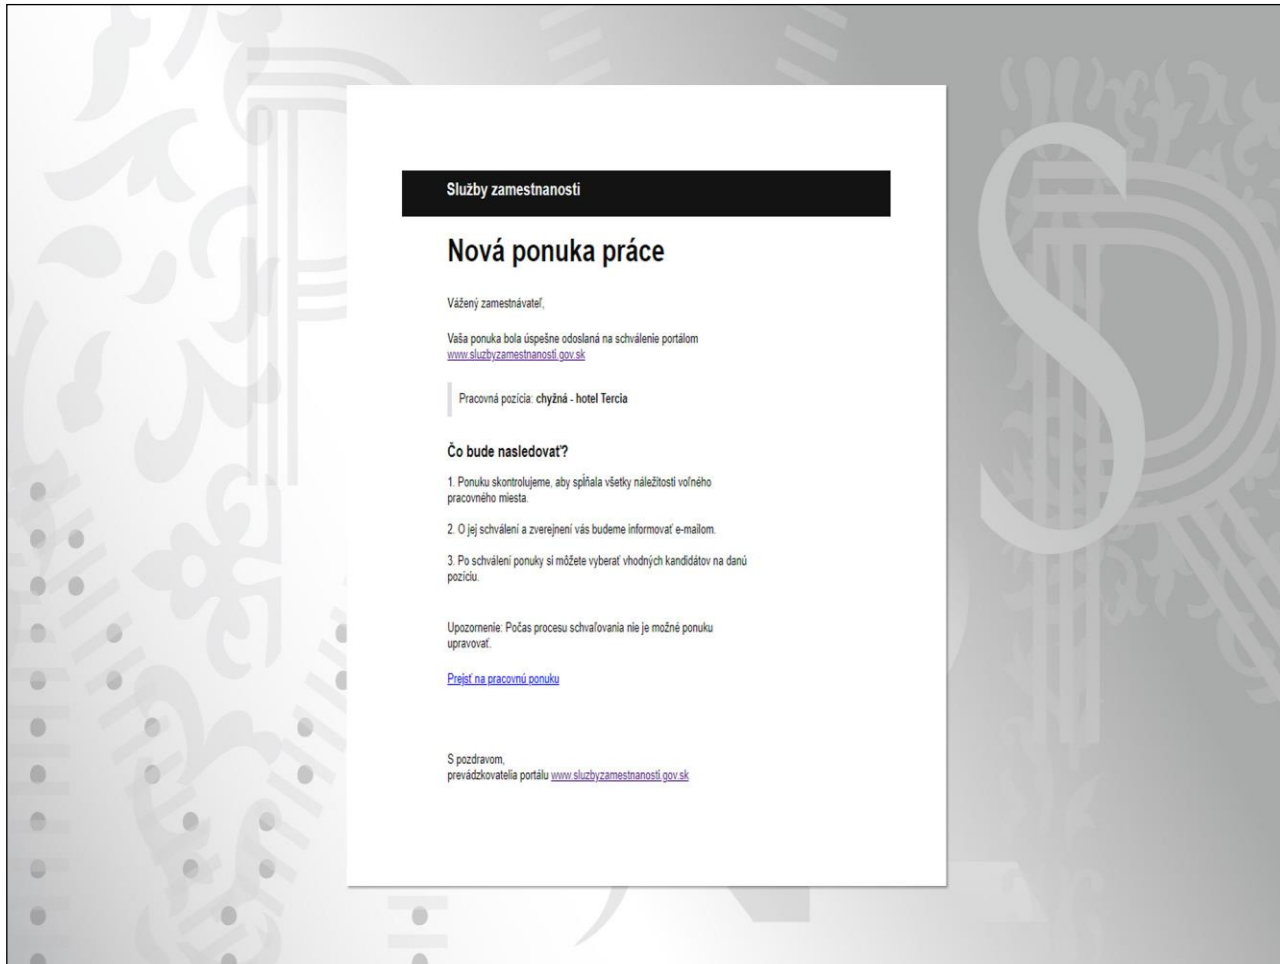 Služby zamestnanosti
Nová ponuka práce
Vážený zamestnávateľ,
Vaša ponuka bola úspešne odoslaná na schválenie portálom
www.sluzbyzamestnanosti.gov.sk
Pracovná pozícia: chyžná - hotel Tercia
Čo bude nasledovať?
1. Ponuku skontrolujeme, aby spĺňala všetky náležitosti voľného
pracovného miesta.
2. O jej schválení a zverejnení vás budeme informovať e-mailom.
3. Po schválení ponuky si môžete vyberať vhodných kandidátov na danú
pozíciu.
Upozornenie: Počas procesu schvaľovania nie je možné ponuku
upravovať.
Prejsť na pracovnú ponuku
S pozdravom,
prevádzkovatelia portálu www.sluzbyzamestnanosti.gov.sk